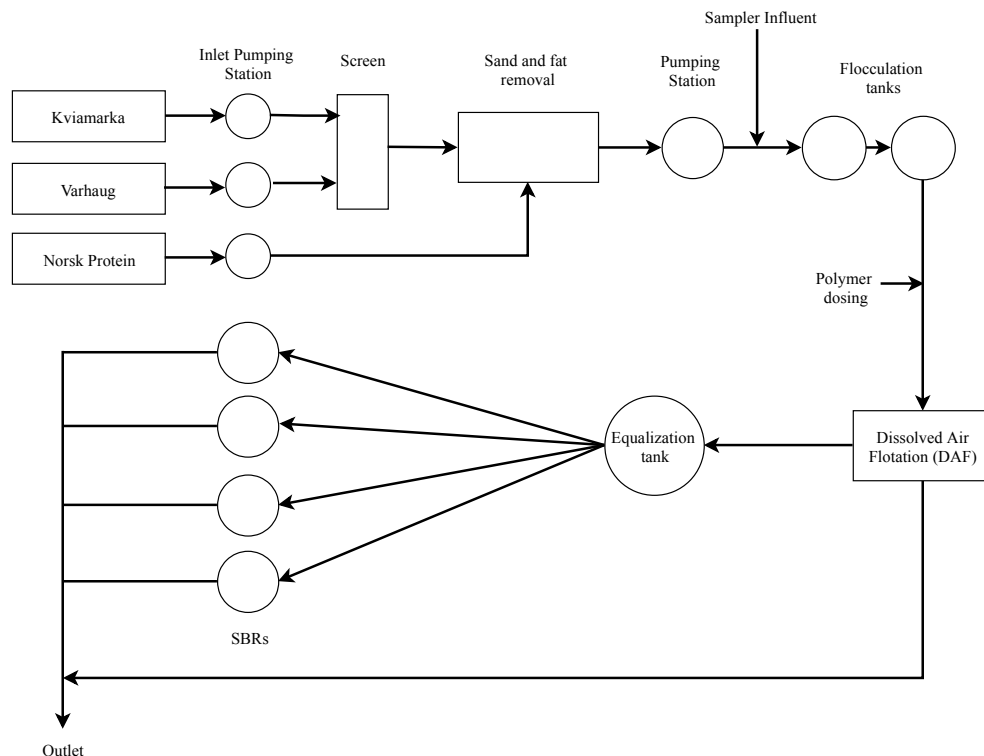 Sampler Influent
Inlet Pumping
Station
Screen
Sand and fat
removal
Pumping
Station
Flocculation
tanks
Kviamarka
Varhaug
Norsk Protein
Polymer
dosing
Equalization
tank
Dissolved Air
Flotation (DAF)
SBRs
Outlet